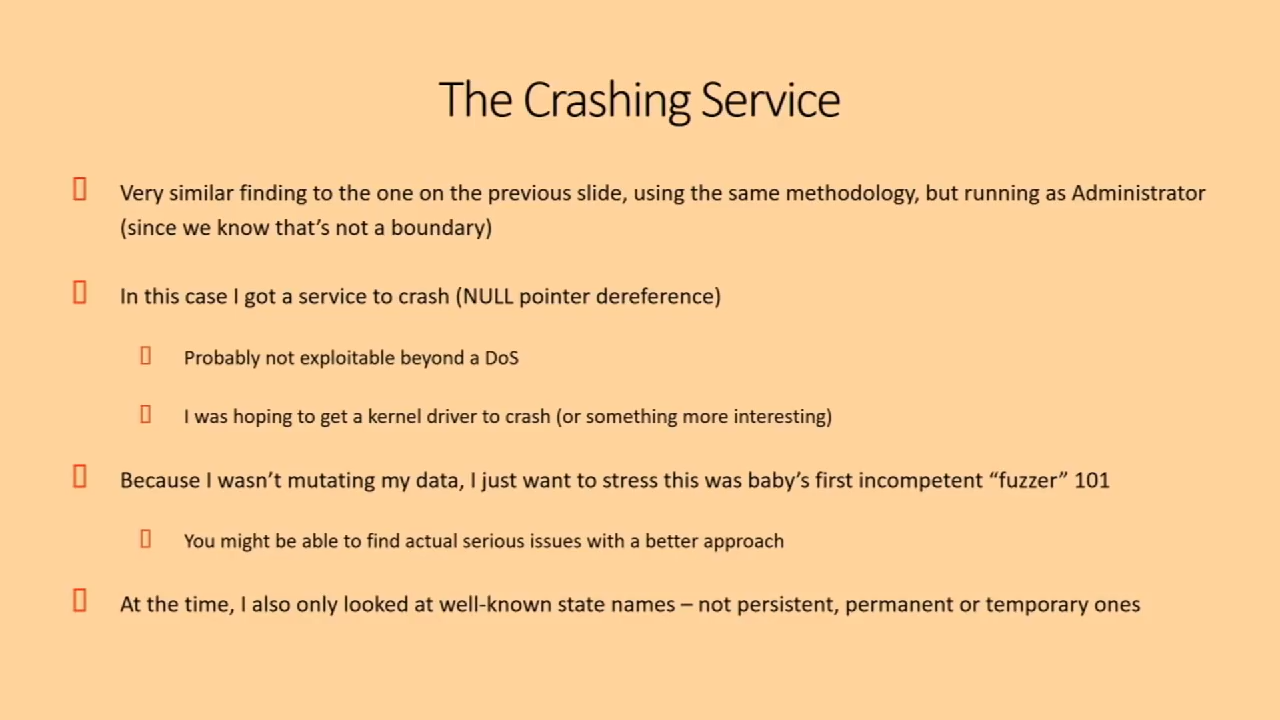 The Crashing Service
Very similar finding to the one on the previous slide, using the same methodology, but running as Administrator
(since we know that’s not a boundary)
In this case I got a service to crash (NULL pointer dereference)
Probably not exploitable beyond a DoS
I was hoping to get a kernel driver to crash (or something more interesting)
Because I wasn’t mutating my data, I just want to stress this was baby’s first incompetent “fuzzer” 101
You might be able to find actual serious issues with a better approach
At the time, I also only looked at well-known state names – not persistent, permanent or temporary ones